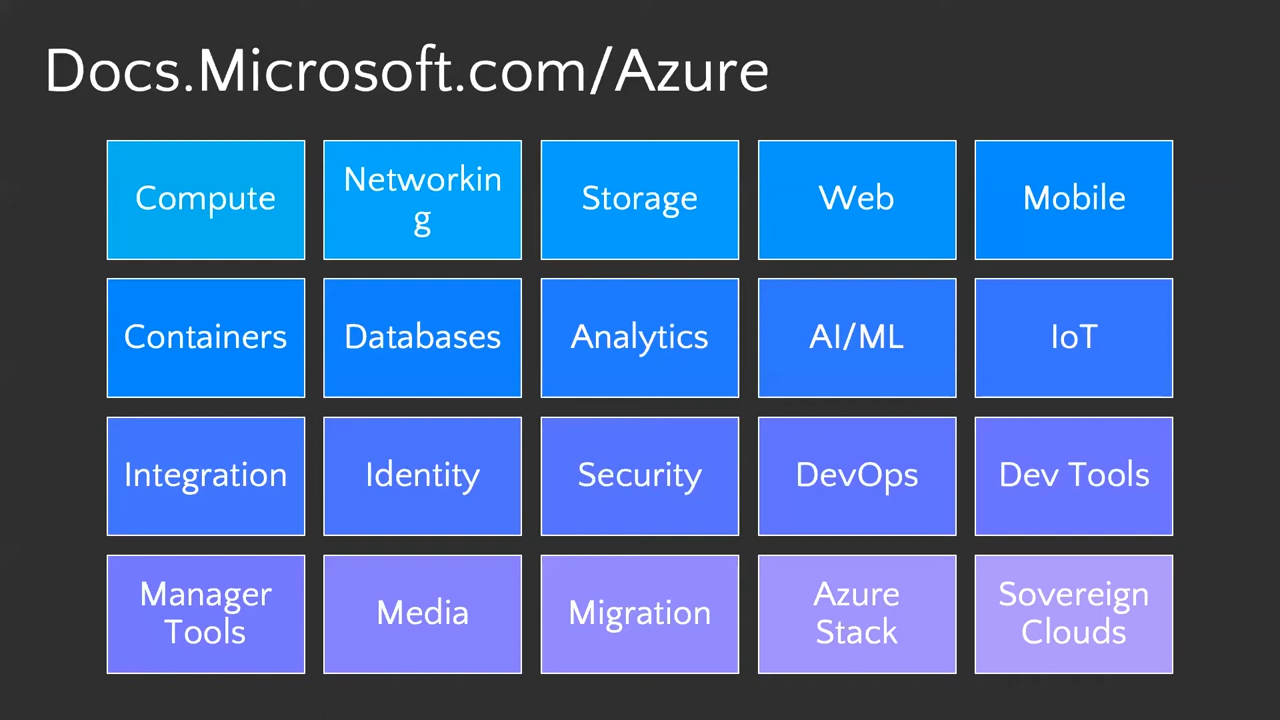 Docs.Microsoft.com/Azure
Compute
Networkin
g
Storage
Web
Mobile
Containers
Databases
Analytics
AI/ML
IoT
Integration
Identity
Security
DevOps
Dev Tools
Manager
Tools
Media
Migration
Azure
Stack
Sovereign
Clouds